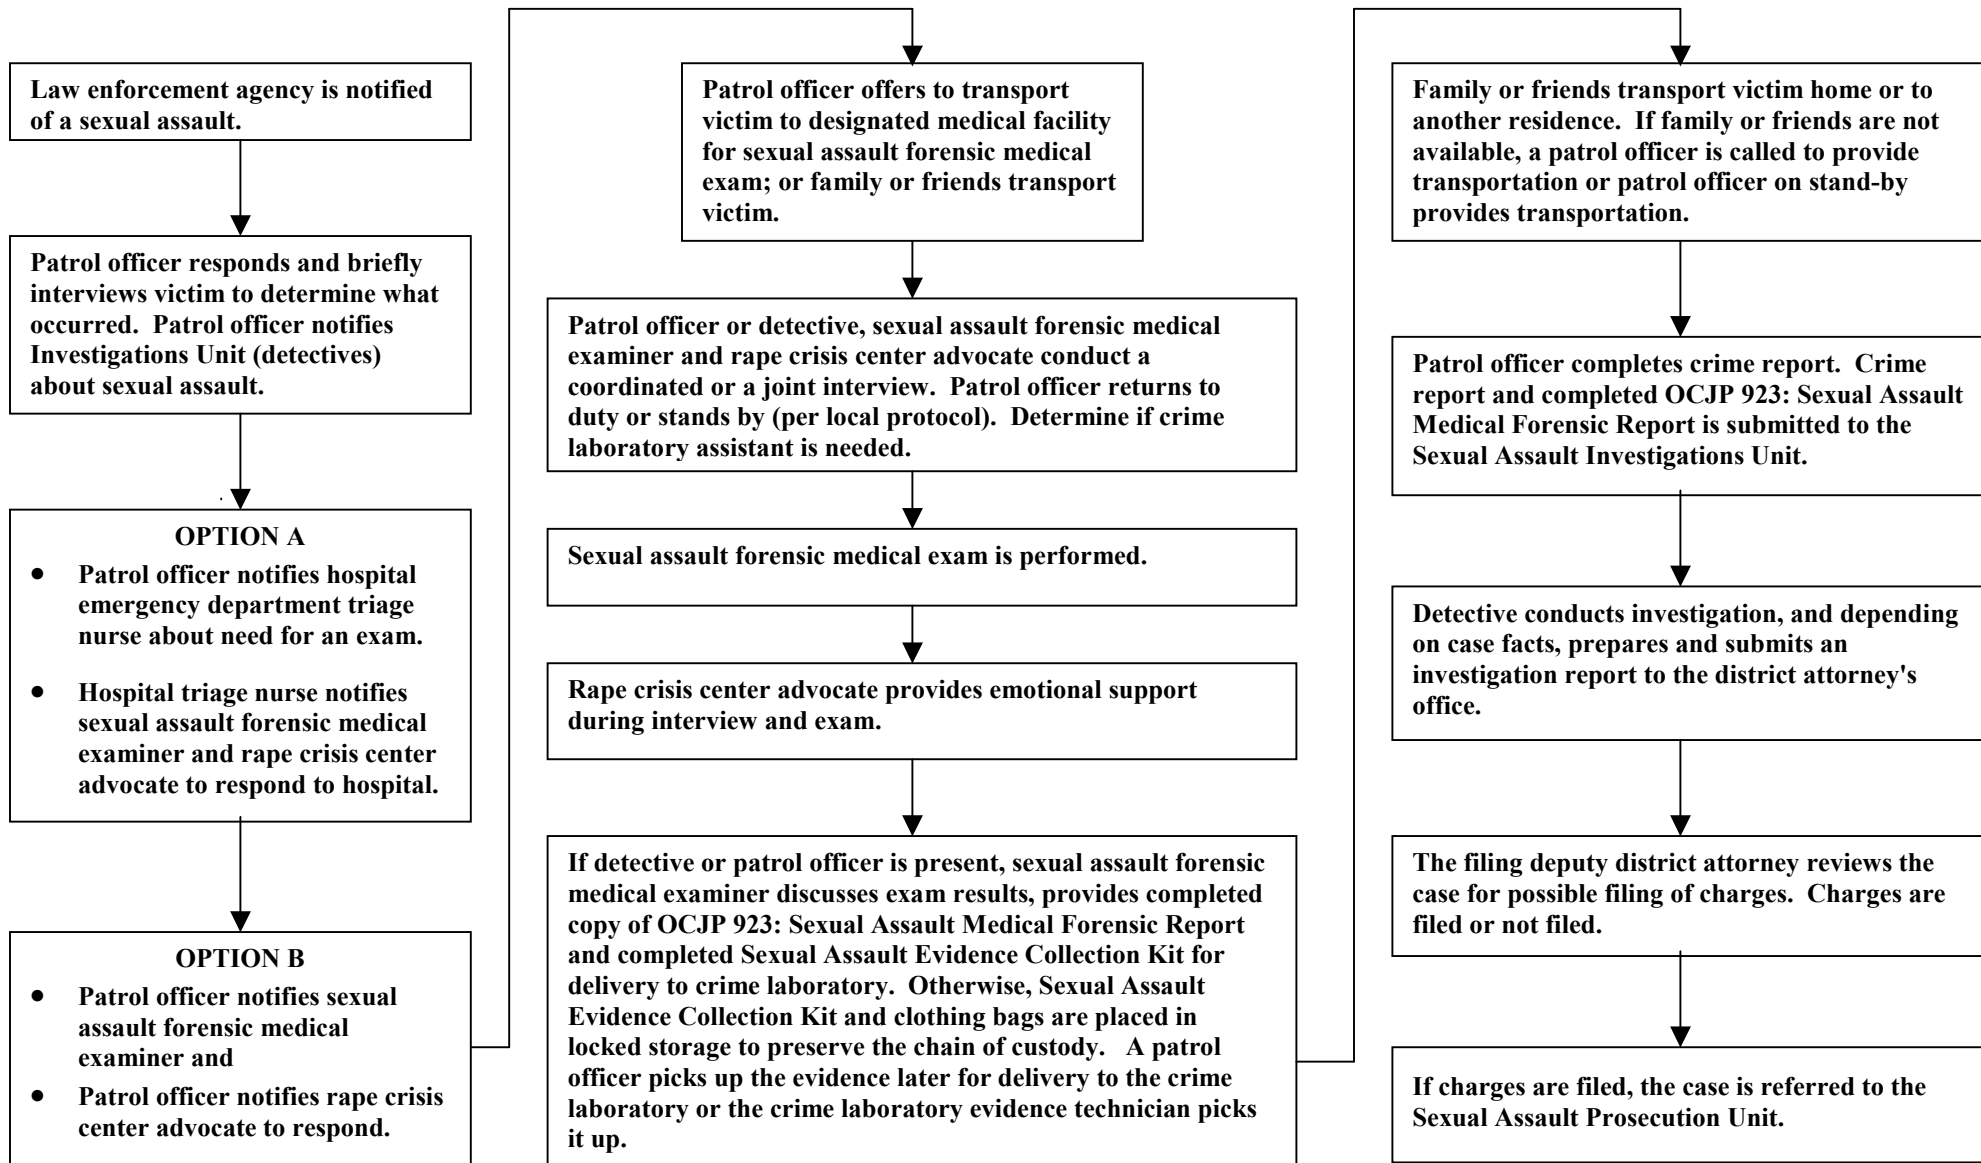 Law enforcement agency is notified
of a sexual assault.
Patrol officer responds and briefly
interviews victim to determine what
occurred.  Patrol officer notifies
Investigations Unit (detectives)
about sexual assault.
OPTION A
• Patrol officer notifies hospital
emergency department triage
nurse about need for an exam.
• Hospital triage nurse notifies
sexual assault forensic medical
examiner and rape crisis center
advocate to respond to hospital.
OPTION B
• Patrol officer notifies sexual
assault forensic medical
examiner and
• Patrol officer notifies rape crisis
center advocate to respond.
Patrol officer offers to transport
victim to designated medical facility
for sexual assault forensic medical
exam; or family or friends transport
victim.
Patrol officer or detective, sexual assault forensic medical
examiner and rape crisis center advocate conduct a
coordinated or a joint interview.  Patrol officer returns to
duty or stands by (per local protocol).  Determine if crime
laboratory assistant is needed.
Sexual assault forensic medical exam is performed.
Rape crisis center advocate provides emotional support
during interview and exam.
If detective or patrol officer is present, sexual assault forensic
medical examiner discusses exam results, provides completed
copy of OCJP 923: Sexual Assault Medical Forensic Report
and completed Sexual Assault Evidence Collection Kit for
delivery to crime laboratory.  Otherwise, Sexual Assault
Evidence Collection Kit and clothing bags are placed in
locked storage to preserve the chain of custody.   A patrol
officer picks up the evidence later for delivery to the crime
laboratory or the crime laboratory evidence technician picks
it up.
Family or friends transport victim home or to
another residence.  If family or friends are not
available, a patrol officer is called to provide
transportation or patrol officer on stand-by
provides transportation.
Patrol officer completes crime report.  Crime
report and completed OCJP 923: Sexual Assault
Medical Forensic Report is submitted to the
Sexual Assault Investigations Unit.
Detective conducts investigation, and depending
on case facts, prepares and submits an
investigation report to the district attorney's
office.
The filing deputy district attorney reviews the
case for possible filing of charges.  Charges are
filed or not filed.
If charges are filed, the case is referred to the
Sexual Assault Prosecution Unit.